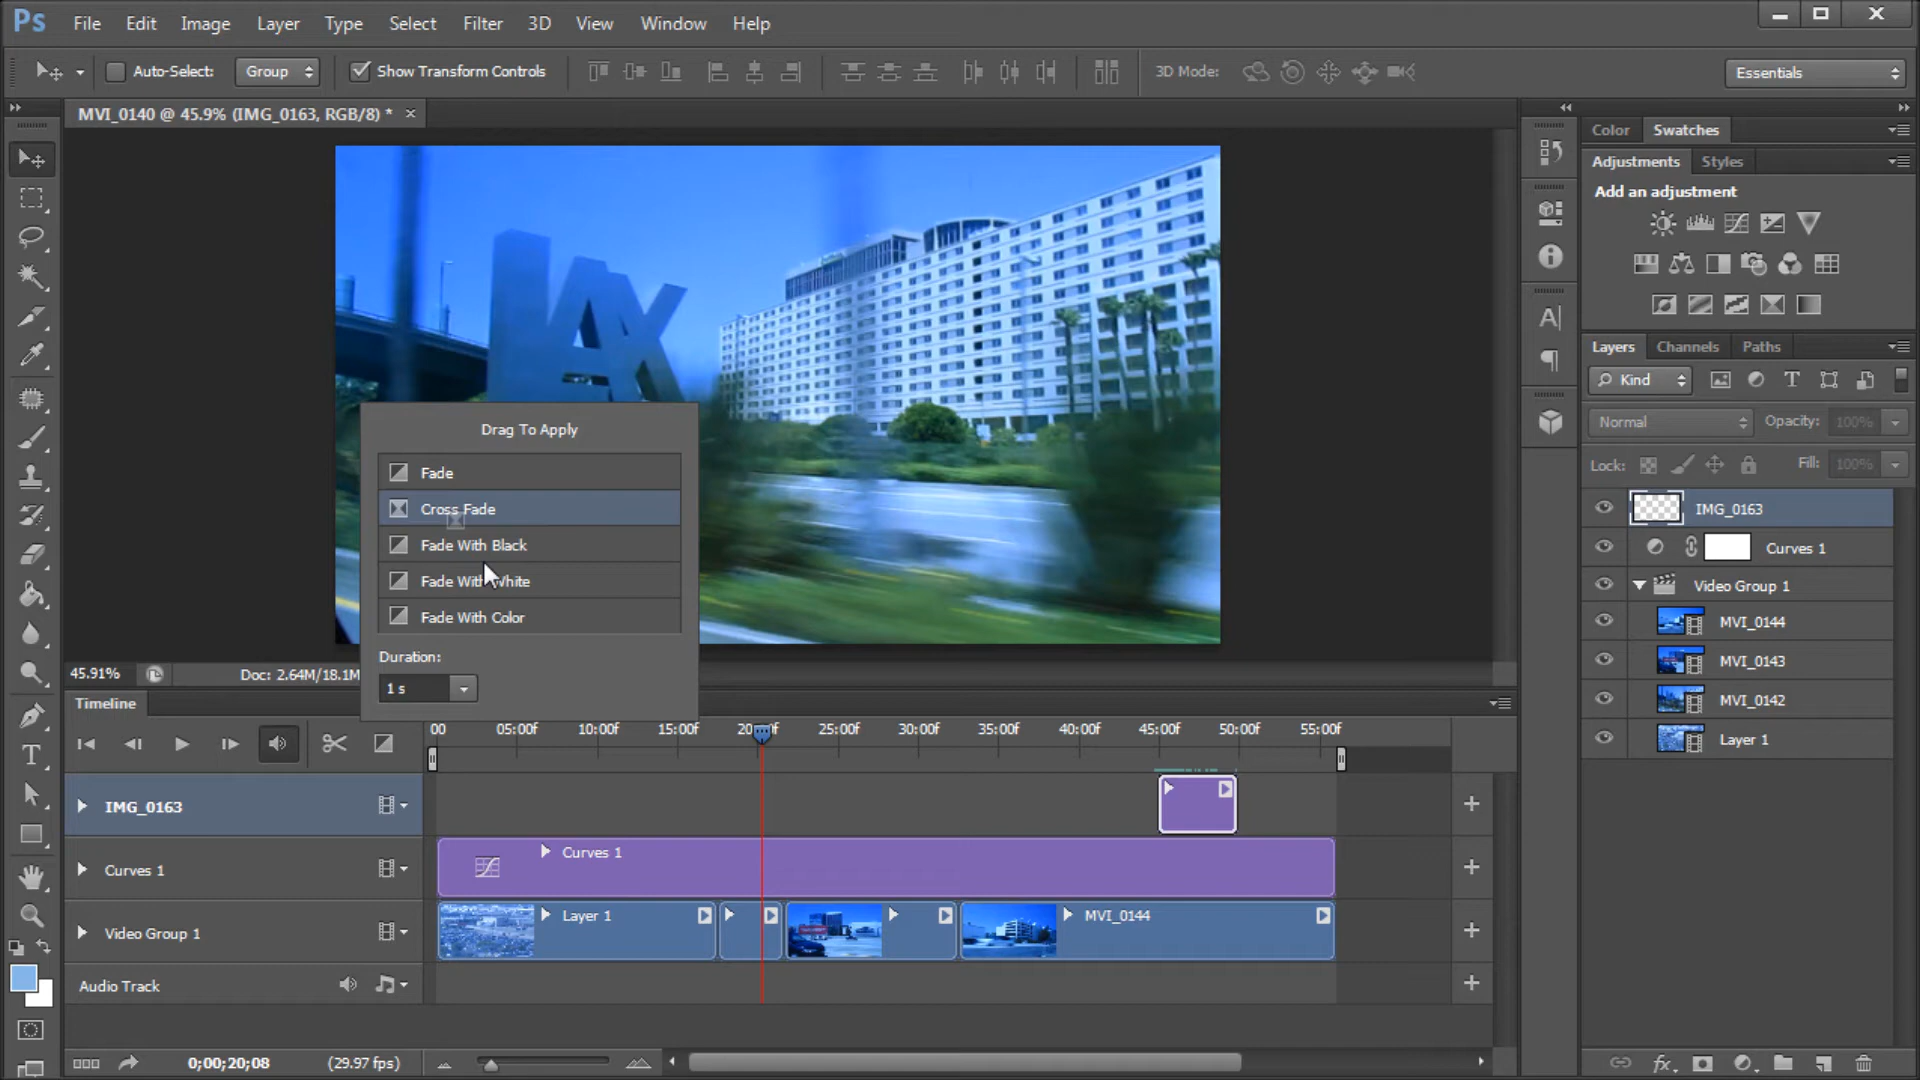 Ps File Edit Image Layer Type Select Filter 3D View Window Help
Auto-Select: Group Show Transform Controls 3D Mode: Essentials
MVI_0140 @ 45.9% (IMG_0163, RGB/8) * ×
Color Swatches
Adjustments Styles
Add an adjustment
LAX
Layers Channels Paths
Kind
Normal Opacity: 100%
Lock: Fill: 100%
IMG_0163
Curves 1
Video Group 1
MVI_0144
MVI_0143
MVI_0142
Layer 1
Drag To Apply
Fade
Cross Fade
Fade With Black
Fade With White
Fade With Color
Duration:
1 s
45.91% Doc: 2.64M/18.1M
Timeline
00 05:00f 10:00f 15:00f 20:00f 25:00f 30:00f 35:00f 40:00f 45:00f 50:00f 55:00f
IMG_0163
Curves 1 Curves 1
Video Group 1 Layer 1 MVI_0144
Audio Track
0;00;20;08 (29.97 fps)